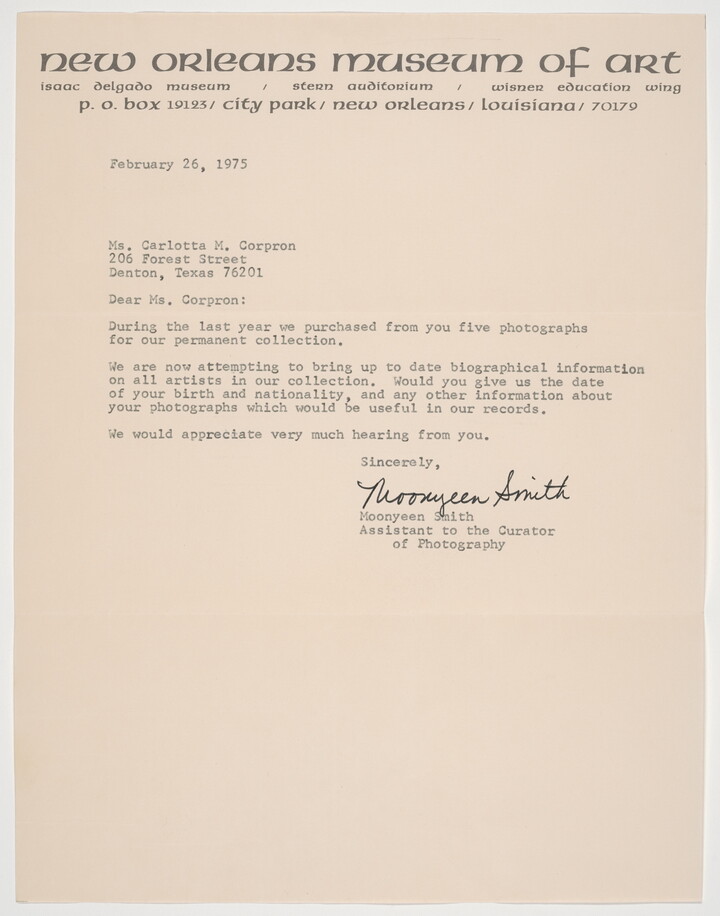 new orleans museum of art
isaac delgado museum / stern auditorium / wisner education wing
p. o. box 19123/ city park/ new orleans/ louisiana/ 70179
February 26, 1975
Ms. Carlotta M. Corpron
206 Forest Street
Denton, Texas 76201
Dear Ms. Corpron:
During the last year we purchased from you five photographs
for our permanent collection.
We are now attempting to bring up to date biographical information
on all artists in our collection. Would you give us the date
of your birth and nationality, and any other information about
your photographs which would be useful in our records.
We would appreciate very much hearing from you.
Sincerely,
Moonyeen Smith
Moonyeen Smith
Assistant to the Curator
of Photography